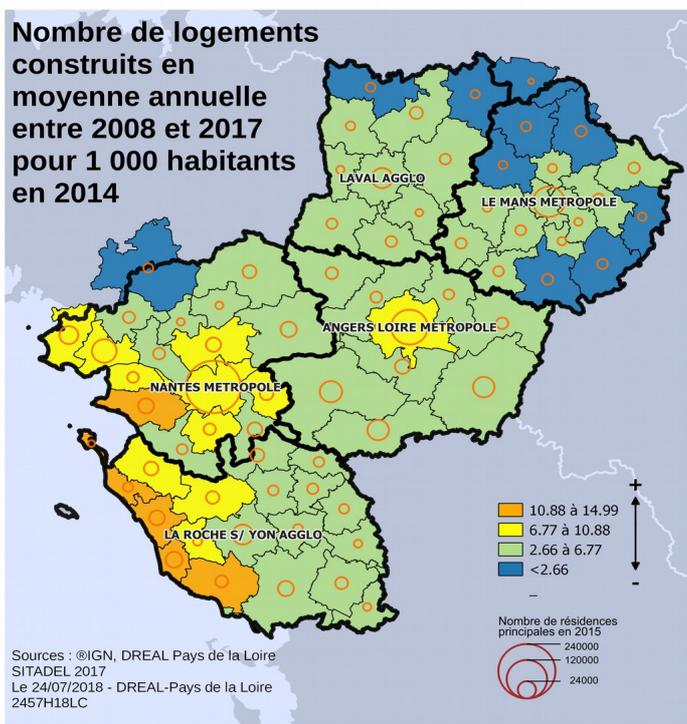 Nombre de logements
construits en
moyenne annuelle
entre 2008 et 2017
pour 1 000 habitants
en 2014
LAVAL AGGLO
LE MANS METROPOLE
ANGERS LOIRE METROPOLE
NANTES METROPOLE
LA ROCHE S/ YON AGGLO
+
10.88 à 14.99
6.77 à 10.88
2.66 à 6.77
<2.66
-
_
Nombre de résidences
principales en 2015
240000
120000
24000
Sources : ®IGN, DREAL Pays de la Loire
SITADEL 2017
Le 24/07/2018 - DREAL-Pays de la Loire
2457H18LC